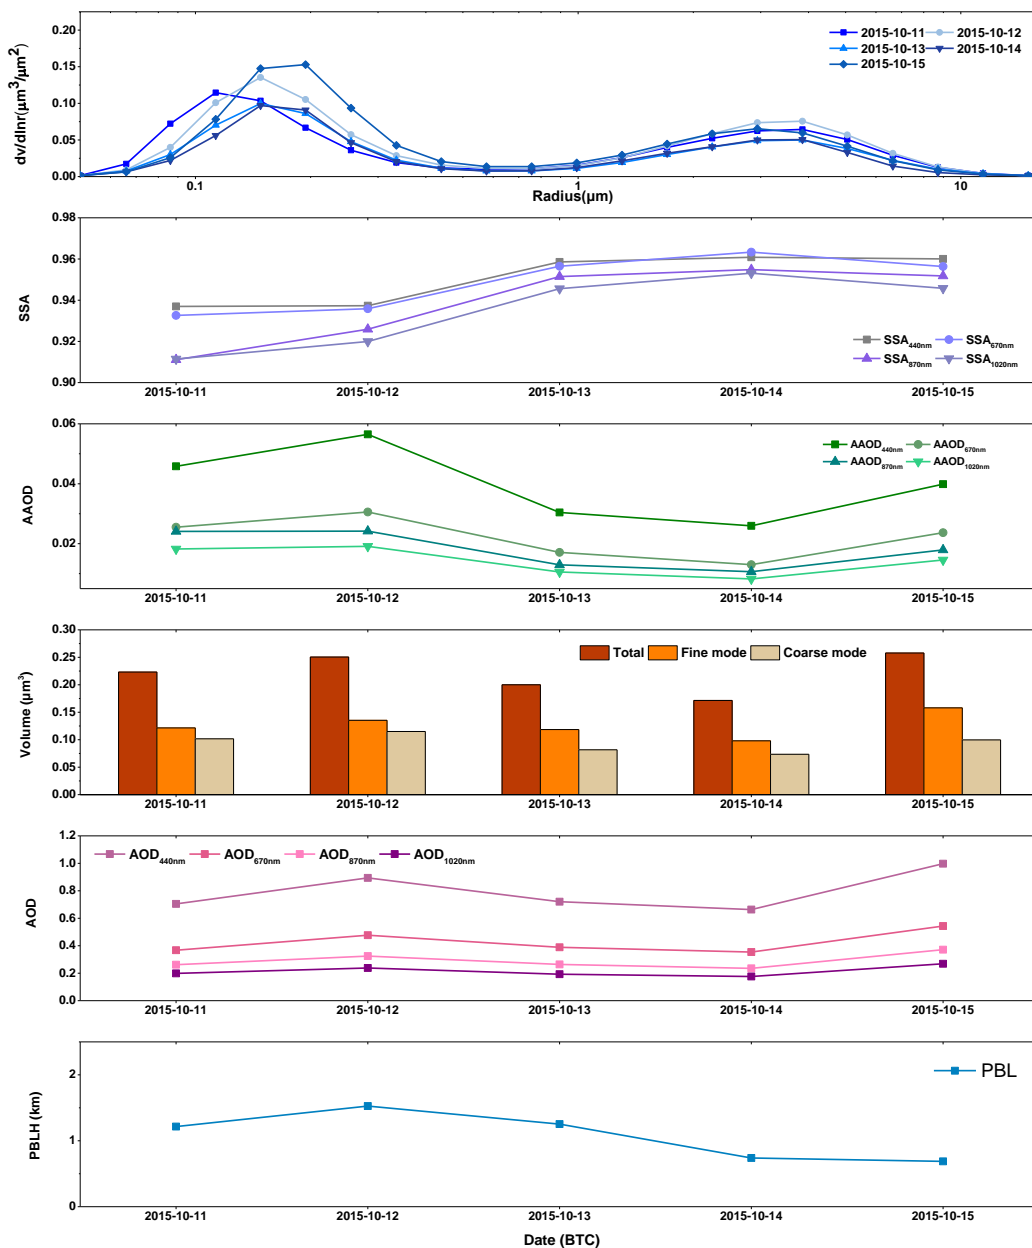 0.20
0.15
0.10
0.05
0.00
dv/dlnr(μm³/μm²)
2015-10-11 2015-10-12
2015-10-13 2015-10-14
2015-10-15
0.1 1 10
Radius(μm)
0.98
0.96
0.94
0.92
0.90
SSA
SSA440nm SSA670nm
SSA870nm SSA1020nm
2015-10-11 2015-10-12 2015-10-13 2015-10-14 2015-10-15
0.06
0.04
0.02
AAOD
AAOD440nm AAOD670nm
AAOD870nm AAOD1020nm
2015-10-11 2015-10-12 2015-10-13 2015-10-14 2015-10-15
0.30
0.25
0.20
0.15
0.10
0.05
0.00
Volume (μm³)
Total Fine mode Coarse mode
2015-10-11 2015-10-12 2015-10-13 2015-10-14 2015-10-15
1.2
1.0
0.8
0.6
0.4
0.2
0.0
AOD
AOD440nm AOD670nm AOD870nm AOD1020nm
2015-10-11 2015-10-12 2015-10-13 2015-10-14 2015-10-15
2
1
0
PBLH (km)
PBL
2015-10-11 2015-10-12 2015-10-13 2015-10-14 2015-10-15
Date (BTC)